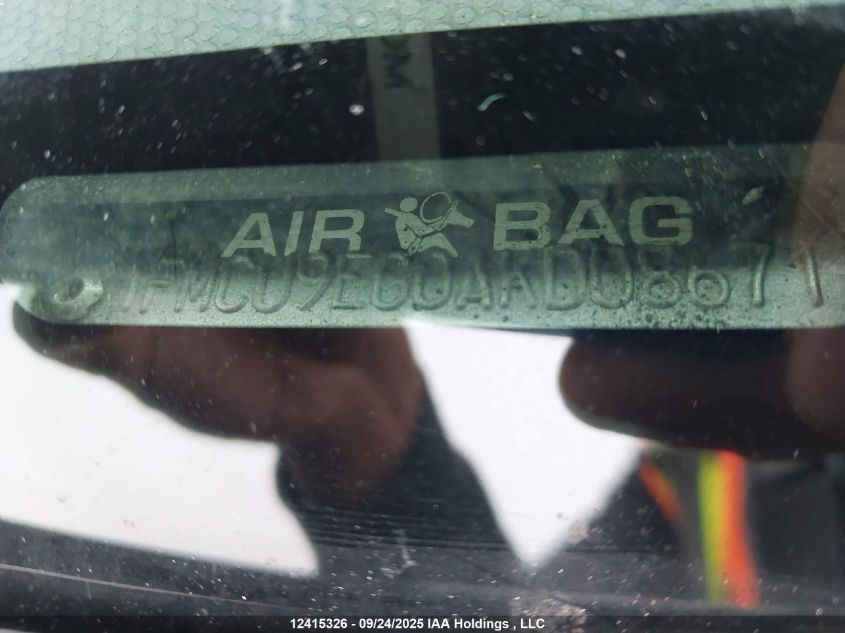 AIR BAG
1FMCU9EG0AKD08671
12415326 - 09/24/2025 IAA Holdings , LLC